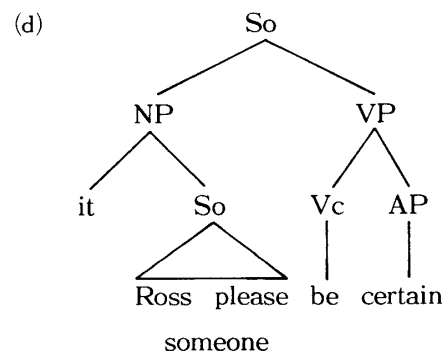 (d) So
NP VP
it So Vc AP
Ross please be certain
someone